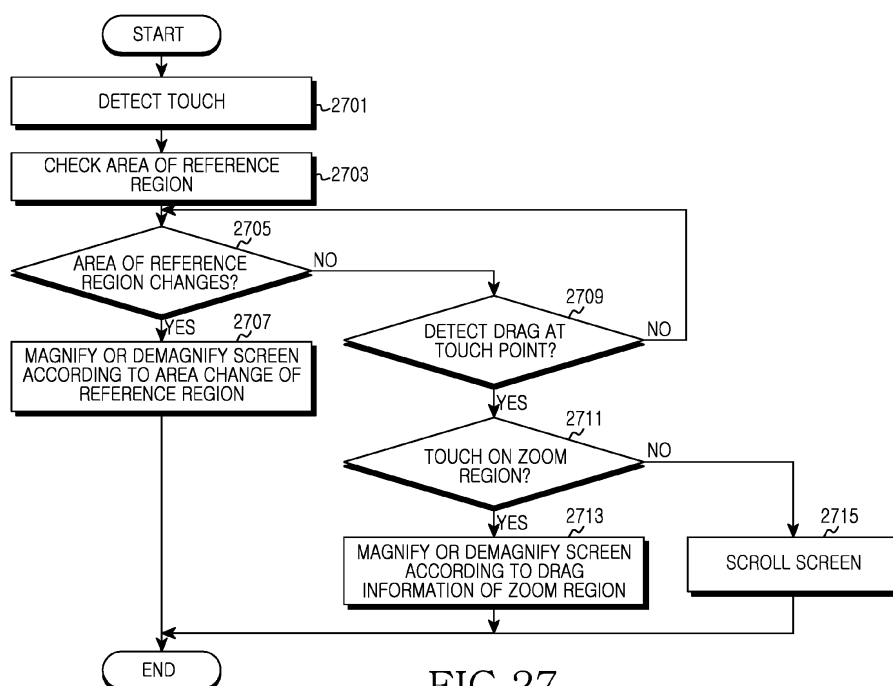 START
DETECT TOUCH
2701
CHECK AREA OF REFERENCE
REGION
2703
2705
AREA OF REFERENCE
REGION CHANGES?
NO
YES
2707
MAGNIFY OR DEMAGNIFY SCREEN
ACCORDING TO AREA CHANGE OF
REFERENCE REGION
2709
DETECT DRAG AT
TOUCH POINT?
NO
YES
2711
TOUCH ON ZOOM
REGION?
NO
YES
2713
MAGNIFY OR DEMAGNIFY SCREEN
ACCORDING TO DRAG
INFORMATION OF ZOOM REGION
2715
SCROLL SCREEN
END
FIG.27